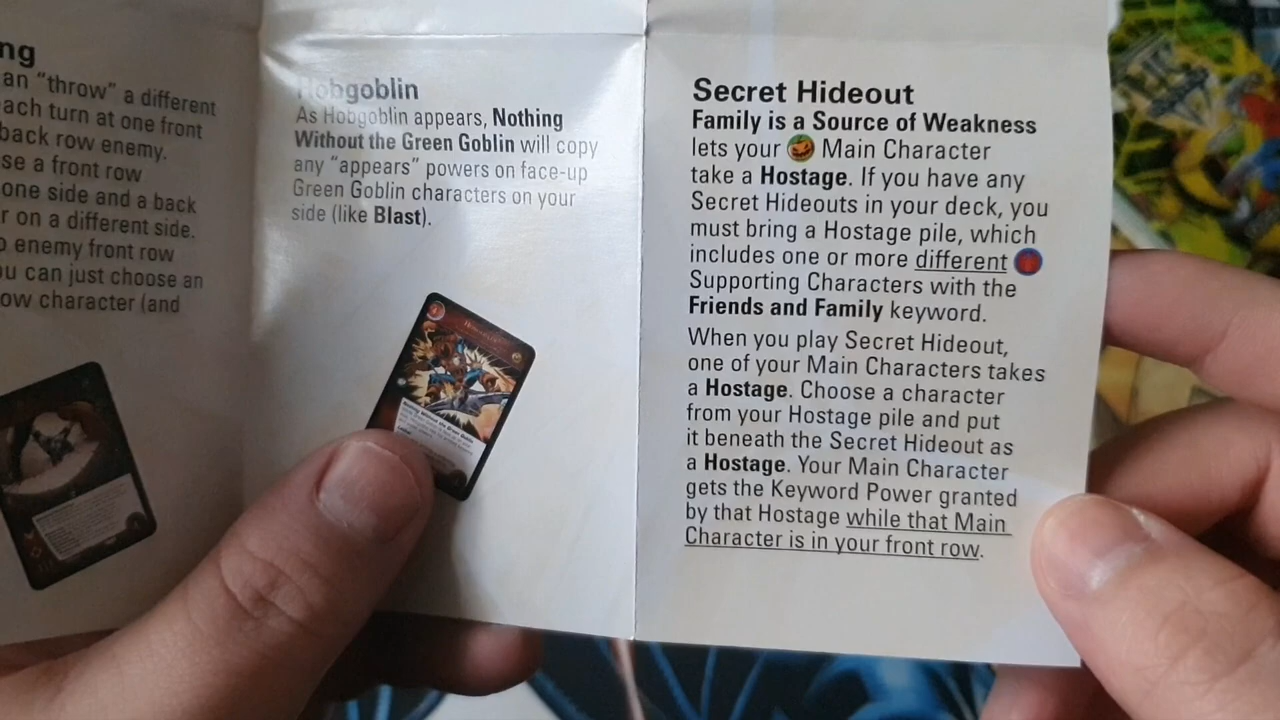 ng
an “throw” a different
each turn at one front
back row enemy.
se a front row
one side and a back
r on a different side.
o enemy front row
ou can just choose an
ow character (and
Hobgoblin
As Hobgoblin appears, Nothing
Without the Green Goblin will copy
any “appears” powers on face-up
Green Goblin characters on your
side (like Blast).
Secret Hideout
Family is a Source of Weakness
lets your Main Character
take a Hostage. If you have any
Secret Hideouts in your deck, you
must bring a Hostage pile, which
includes one or more different
Supporting Characters with the
Friends and Family keyword.
When you play Secret Hideout,
one of your Main Characters takes
a Hostage. Choose a character
from your Hostage pile and put
it beneath the Secret Hideout as
a Hostage. Your Main Character
gets the Keyword Power granted
by that Hostage while that Main
Character is in your front row.